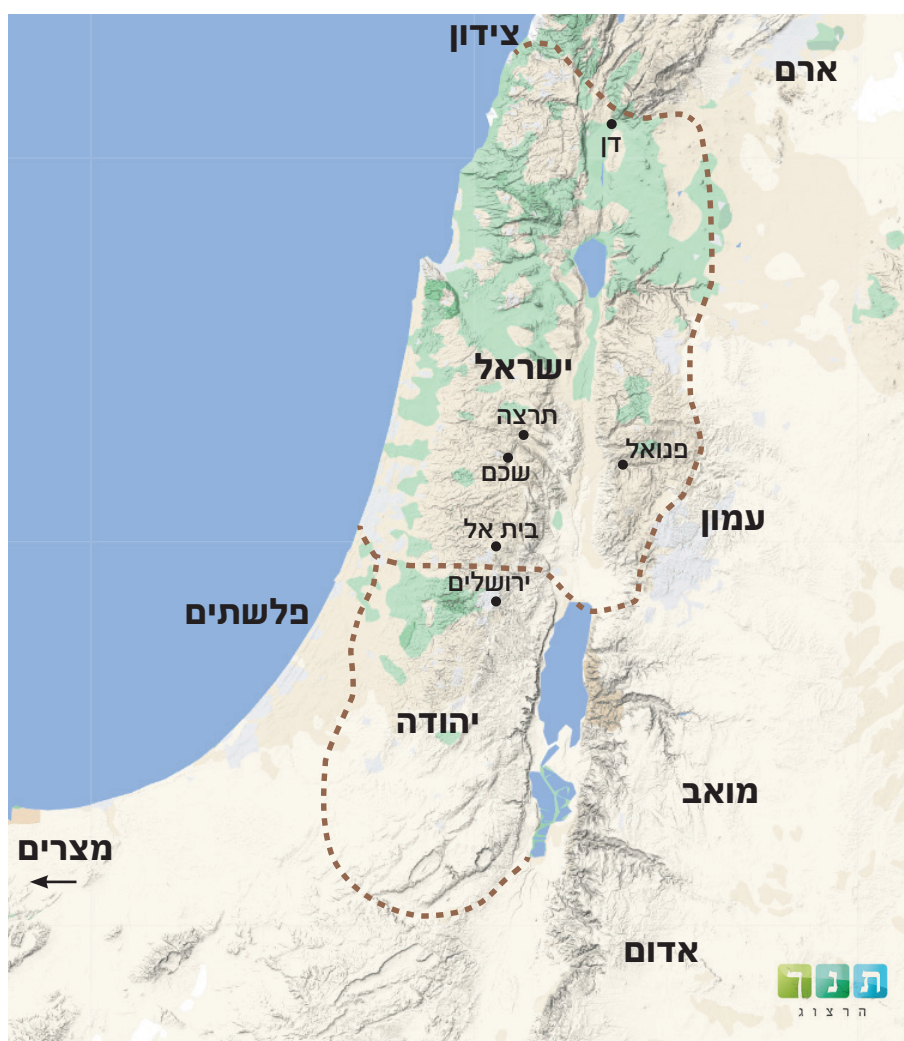 צידון
ארם
דן
ישראל
תרצה
פנואל
שכם
עמון
בית אל
ירושלים
פלשתים
יהודה
מואב
מצרים
אדום
תנך
הרצוג